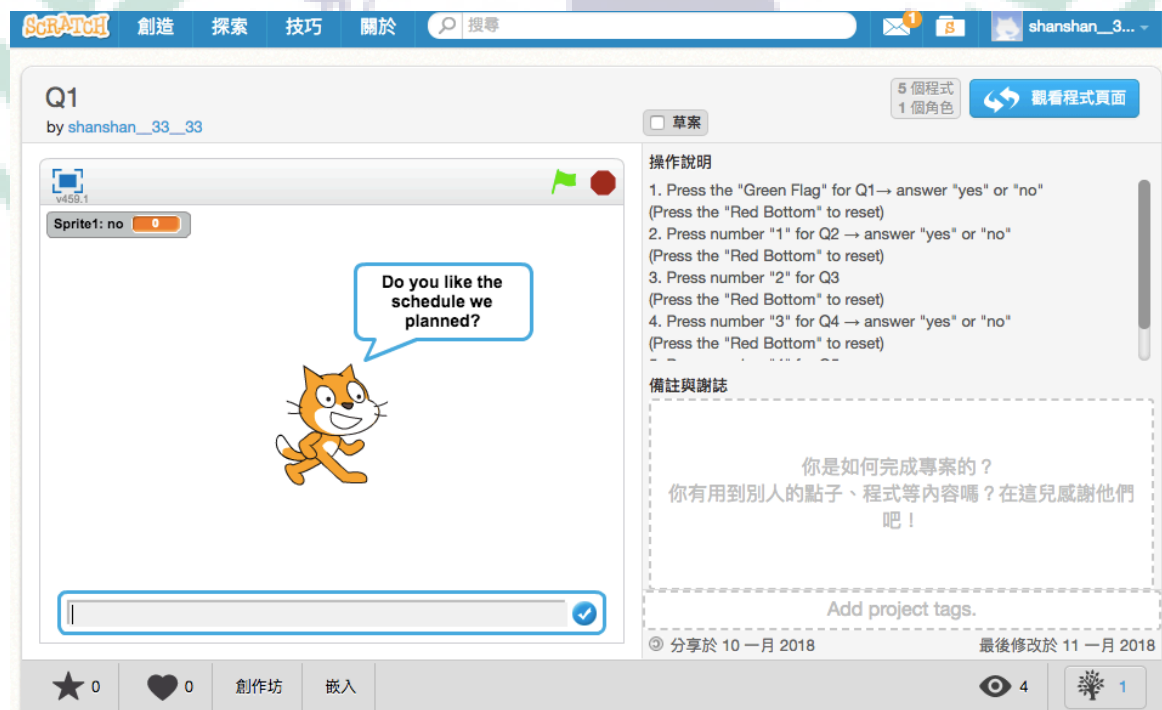 SCRATCH 創造 探索 技巧 關於 搜尋 1 S shanshan__3...
Q1
by shanshan__33__33
草案
5 個程式
1 個角色
觀看程式頁面
v459.1
Sprite1: no 0
Do you like the
schedule we
planned?
操作說明
1. Press the "Green Flag" for Q1→ answer "yes" or "no"
(Press the "Red Bottom" to reset)
2. Press number "1" for Q2 → answer "yes" or "no"
(Press the "Red Bottom" to reset)
3. Press number "2" for Q3
(Press the "Red Bottom" to reset)
4. Press number "3" for Q4 → answer "yes" or "no"
(Press the "Red Bottom" to reset)
備註與謝誌
你是如何完成專案的？
你有用到別人的點子、程式等內容嗎？在這兒感謝他們
吧！
Add project tags.
分享於 10 一月 2018 最後修改於 11 一月 2018
0 0 創作坊 嵌入 4 1